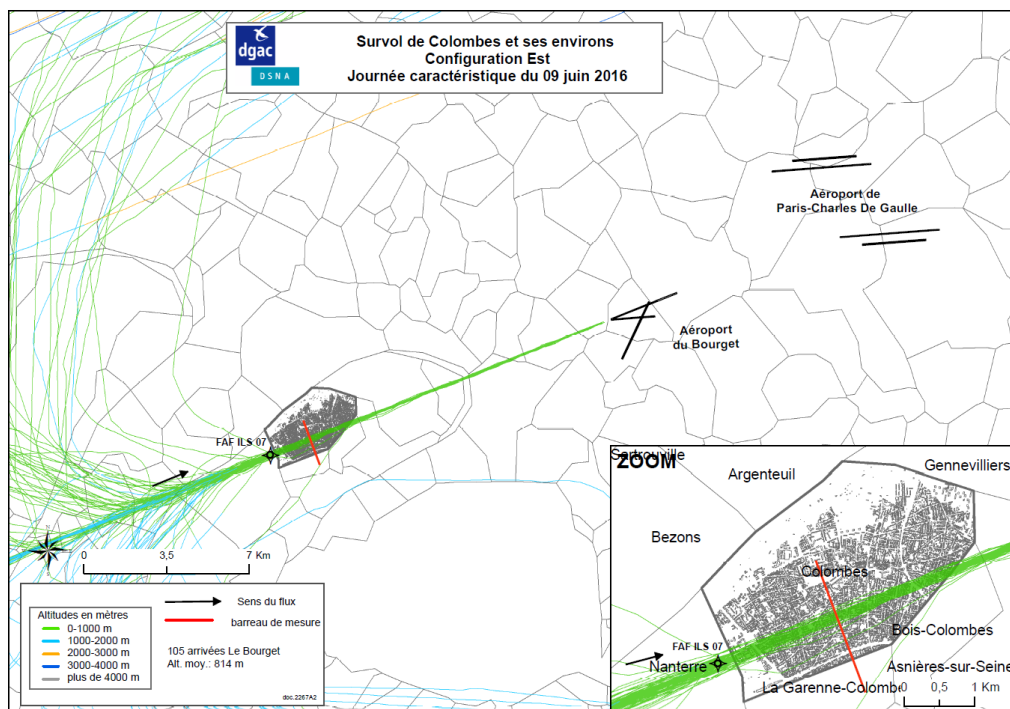 dgac
DSNA
Survol de Colombes et ses environs
Configuration Est
Journée caractéristique du 09 juin 2016
Aéroport de
Paris-Charles De Gaulle
Aéroport
du Bourget
FAF ILS 07
0 3,5 7 Km
Altitudes en mètres
0-1000 m
1000-2000 m
2000-3000 m
3000-4000 m
plus de 4000 m
Sens du flux
barreau de mesure
105 arrivées Le Bourget
Alt. moy.: 814 m
doc.2267A2
Sartrouville
ZOOM
Argenteuil
Gennevilliers
Bezons
Colombes
Bois-Colombes
FAF ILS 07
Nanterre
Asnières-sur-Seine
La Garenne-Colomb
0 0,5 1 Km